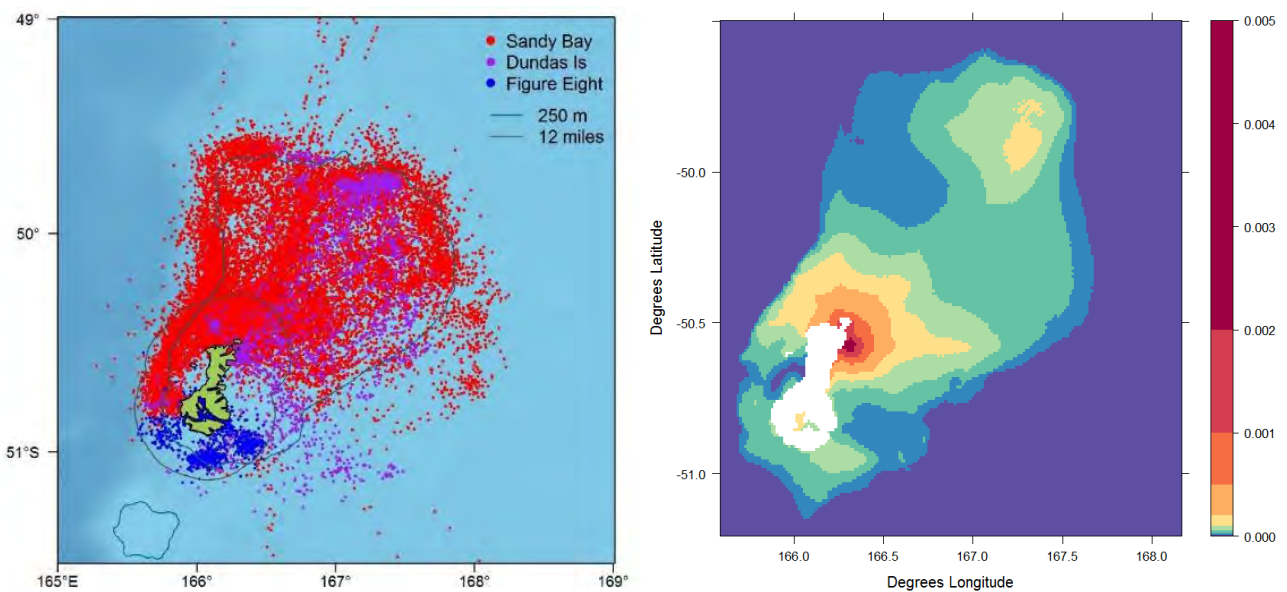 49°
50°
51°S
165°E
166°
167°
168°
169°
Sandy Bay
Dundas Is
Figure Eight
250 m
12 miles
Degrees Latitude
-50.0
-50.5
-51.0
166.0
166.5
167.0
167.5
168.0
Degrees Longitude
0.005
0.004
0.003
0.002
0.001
0.000